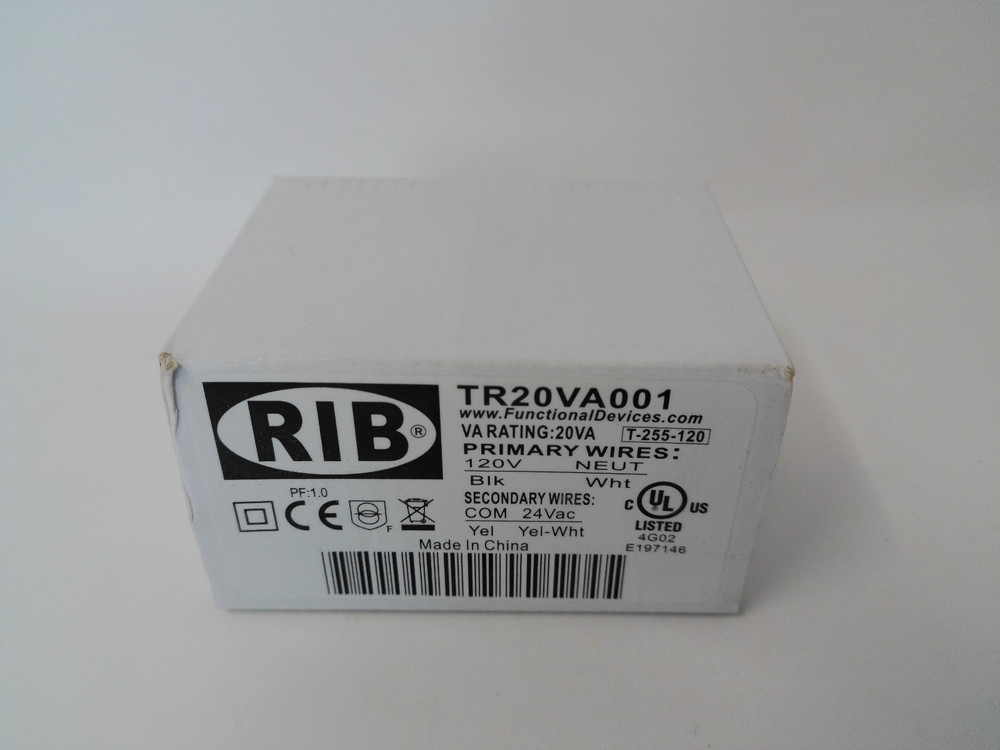 RIB®
TR20VA001
www.FunctionalDevices.com
VA RATING:20VA T-255-120
PRIMARY WIRES:
120V NEUT
Blk Wht
SECONDARY WIRES:
COM 24Vac
Yel Yel-Wht
PF:1.0
CE
F
Made In China
C UL US
LISTED
4G02
E197146